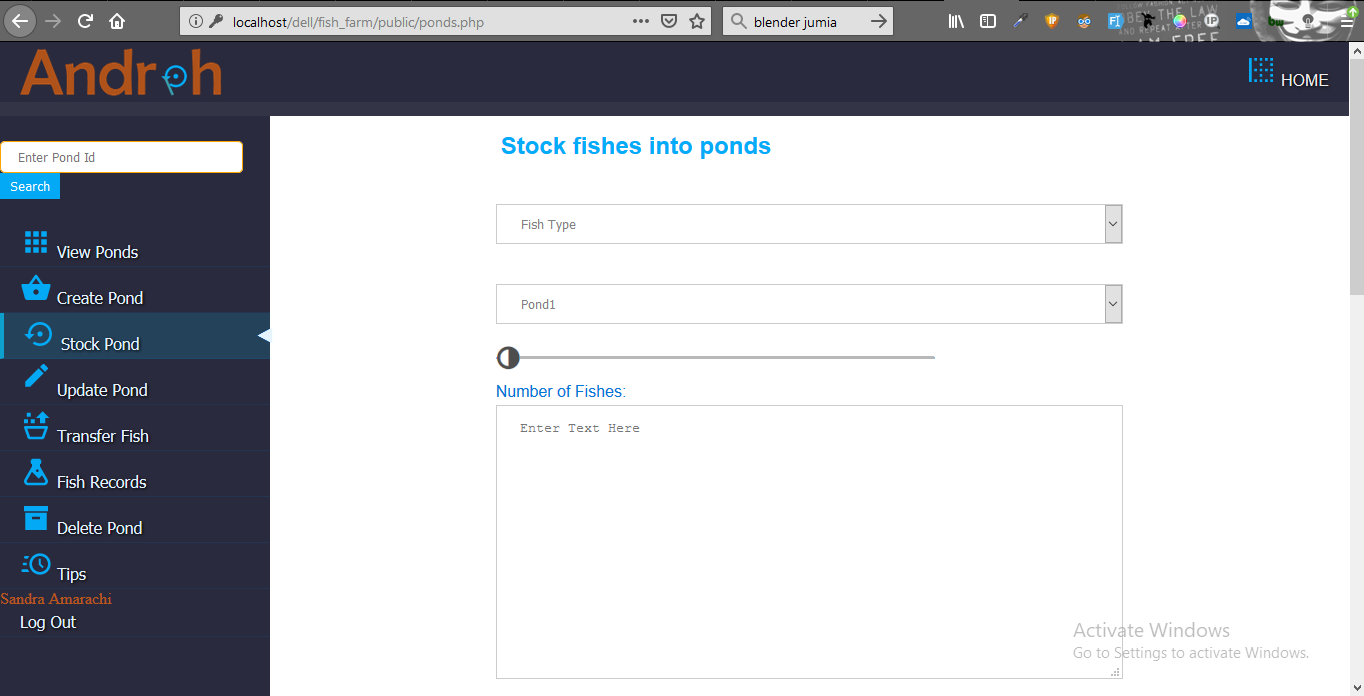 localhost/dell/fish_farm/public/ponds.php
blender jumia
Androh
HOME
Enter Pond Id
Search
View Ponds
Create Pond
Stock Pond
Update Pond
Transfer Fish
Fish Records
Delete Pond
Tips
Sandra Amarachi
Log Out
Stock fishes into ponds
Fish Type
Pond1
Number of Fishes:
Enter Text Here
Activate Windows
Go to Settings to activate Windows.